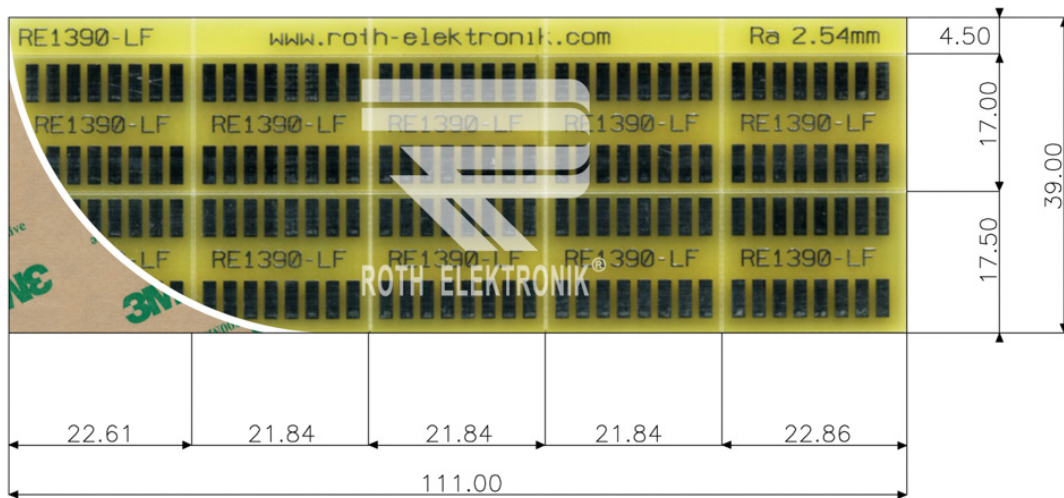 RE1390-LF www.roth-elektronik.com Ra 2.54mm
4.50
RE1390-LF RE1390-LF RE1390-LF RE1390-LF RE1390-LF
17.00
39.00
RE1390-LF RE1390-LF RE1390-LF RE1390-LF
17.50
ROTH ELEKTRONIK®
3M
22.61 21.84 21.84 21.84 22.86
111.00